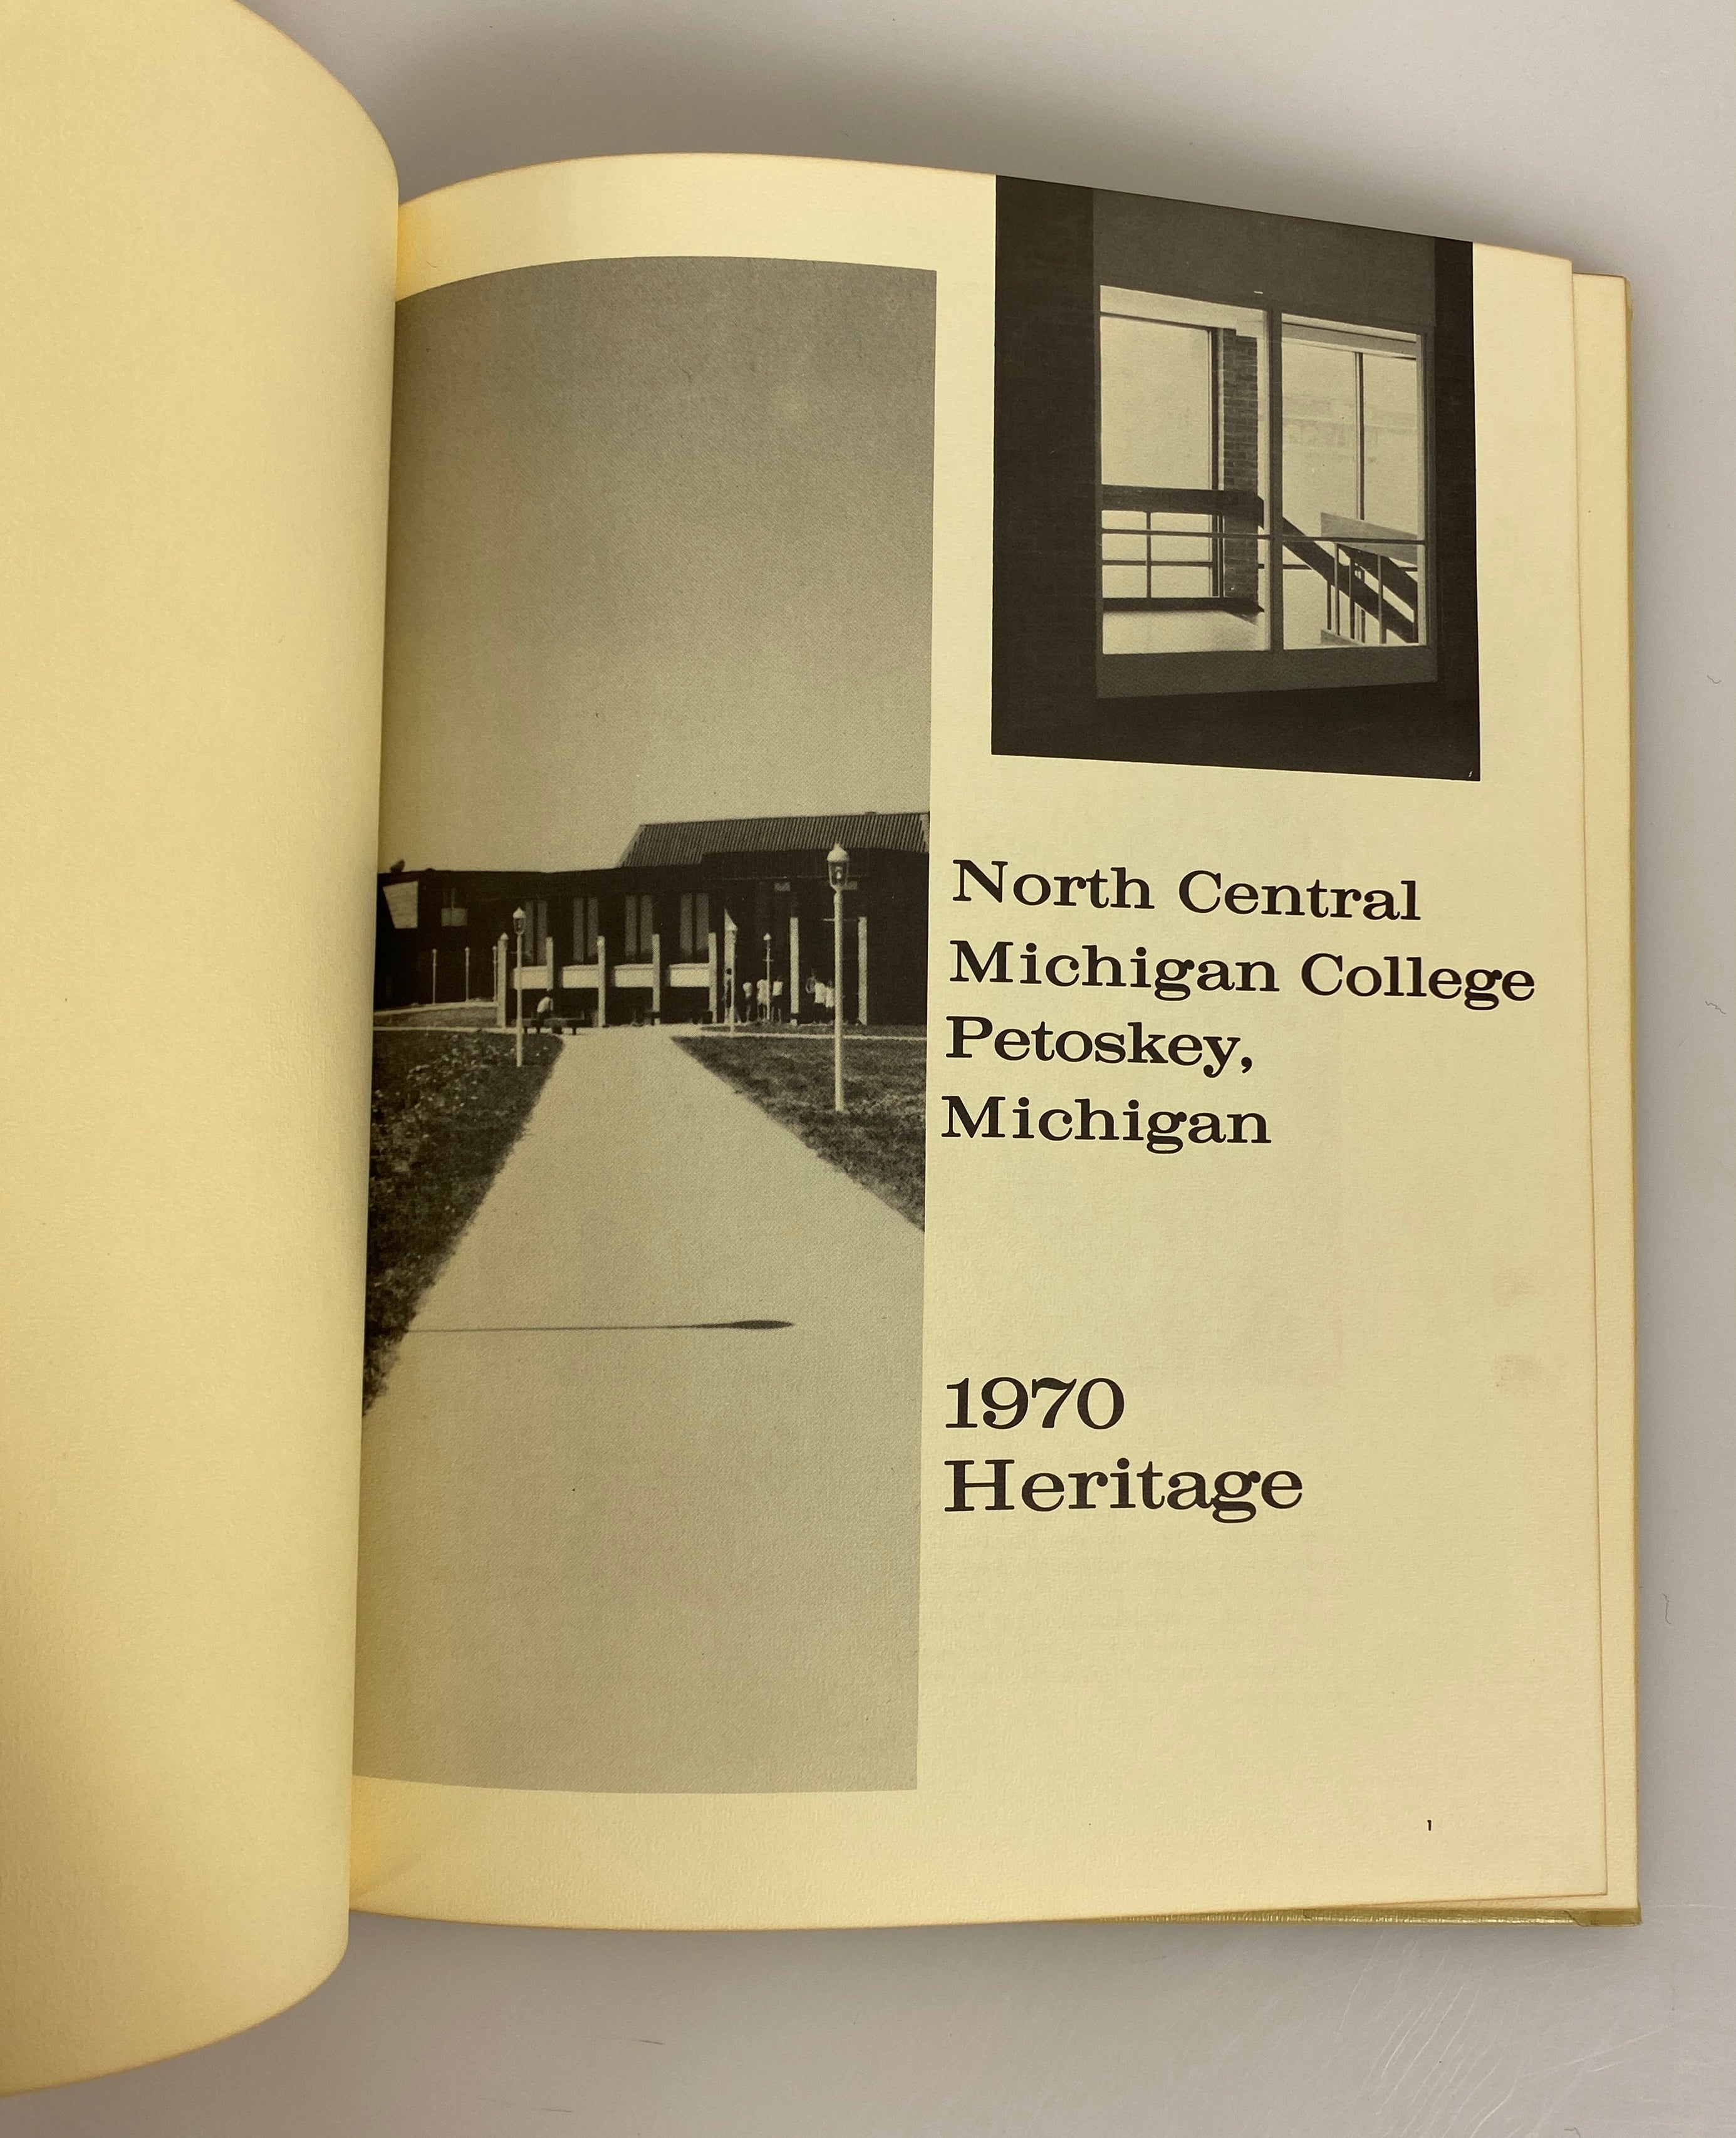 North Central
Michigan College
Petoskey,
Michigan
1970
Heritage
1